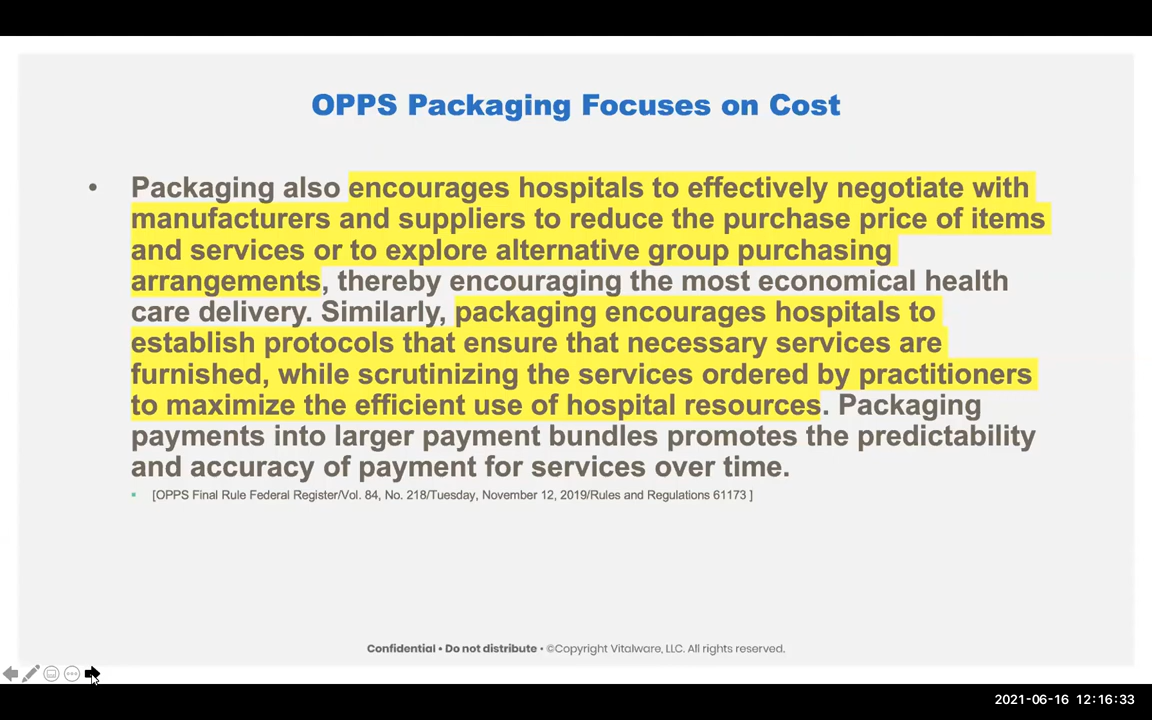 OPPS Packaging Focuses on Cost
• Packaging also encourages hospitals to effectively negotiate with
manufacturers and suppliers to reduce the purchase price of items
and services or to explore alternative group purchasing
arrangements, thereby encouraging the most economical health
care delivery. Similarly, packaging encourages hospitals to
establish protocols that ensure that necessary services are
furnished, while scrutinizing the services ordered by practitioners
to maximize the efficient use of hospital resources. Packaging
payments into larger payment bundles promotes the predictability
and accuracy of payment for services over time.
▪ [OPPS Final Rule Federal Register/Vol. 84, No. 218/Tuesday, November 12, 2019/Rules and Regulations 61173 ]
Confidential • Do not distribute • ©Copyright Vitalware, LLC. All rights reserved.
2021-06-16 12:16:33